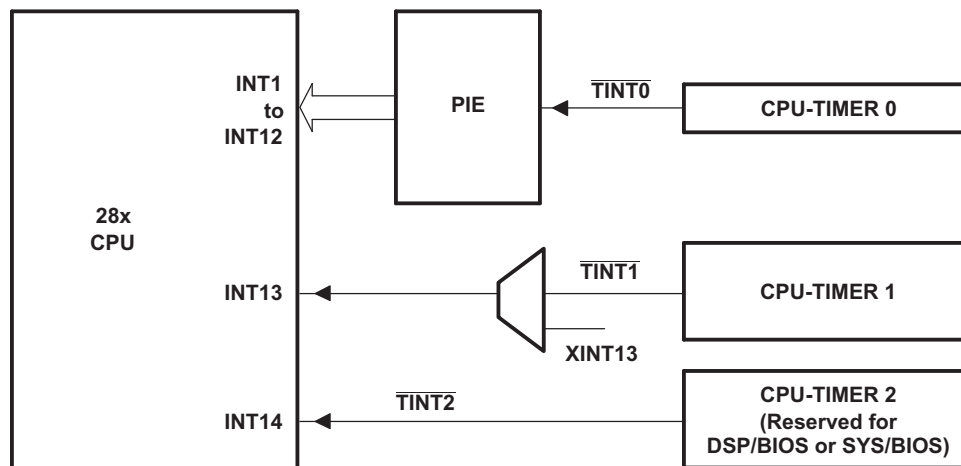 INT1
to
INT12
PIE
TINT0
CPU-TIMER 0
28x
CPU
INT13
TINT1
CPU-TIMER 1
XINT13
INT14
TINT2
CPU-TIMER 2
(Reserved for
DSP/BIOS or SYS/BIOS)